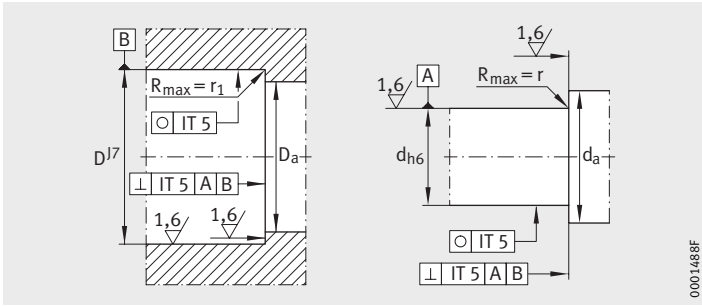 B
R_max = r_1
○ IT 5
D^J7
D_a
⊥ IT 5 A B
1,6
1,6
1,6
1,6
A
R_max = r
d_h6
d_a
○ IT 5
⊥ IT 5 A B
0001488F